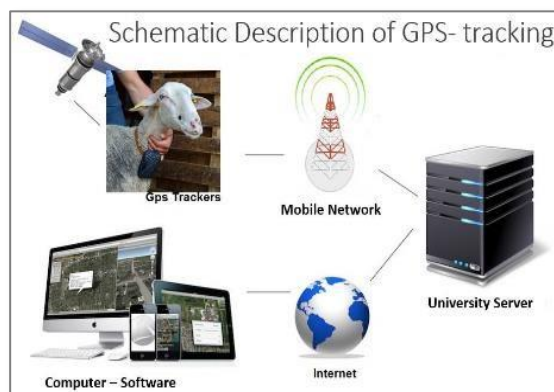 Schematic Description of GPS- tracking
Gps Trackers
Mobile Network
University Server
Internet
Computer – Software